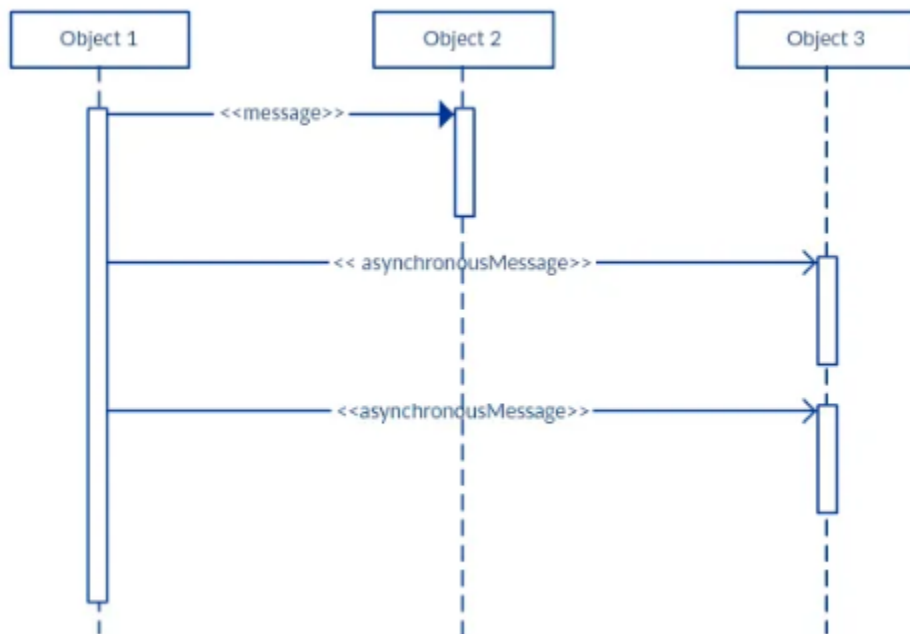 Object 1
Object 2
Object 3
<<message>>
<< asynchronousMessage>>
<<asynchronousMessage>>